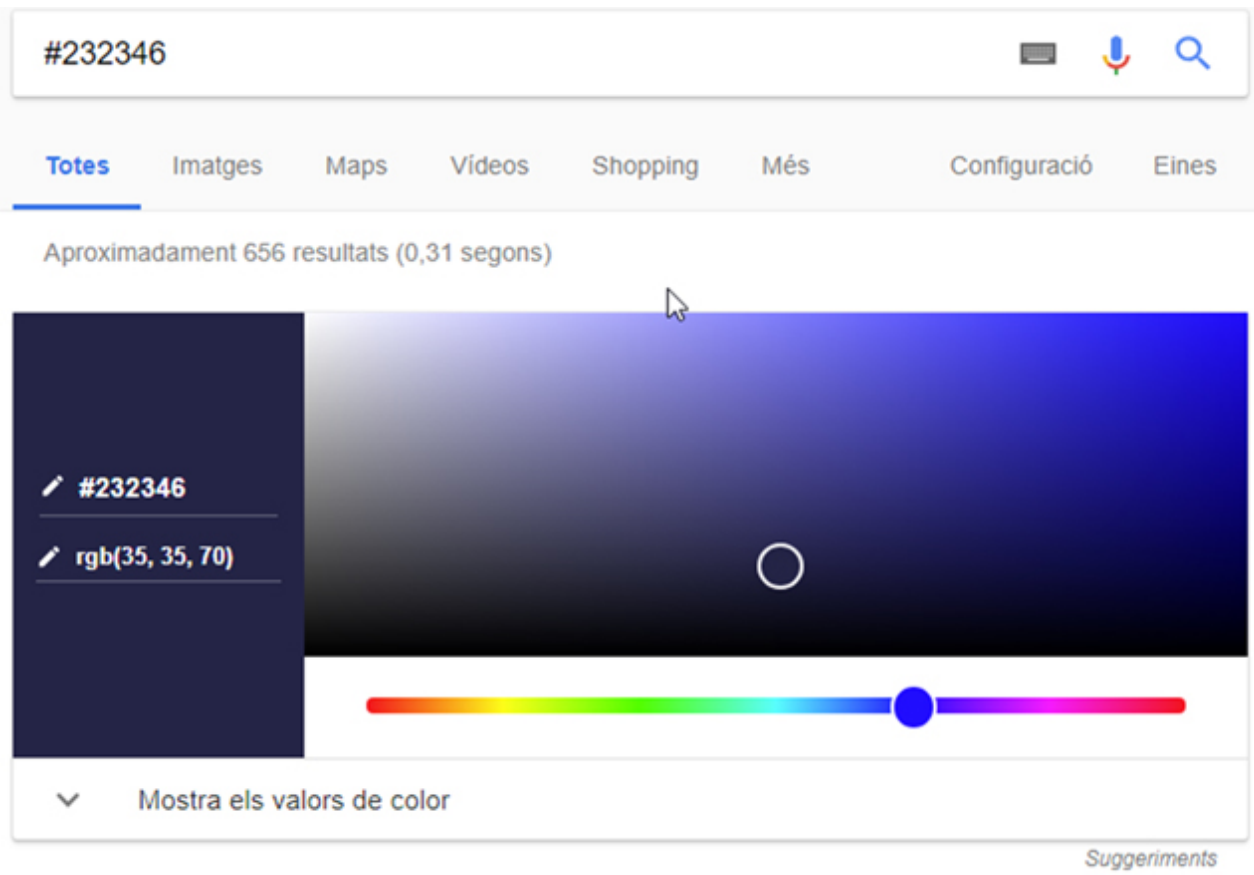 #232346
Totes Imatges Maps Vídeos Shopping Més Configuració Eines
Aproximadament 656 resultats (0,31 segons)
#232346
rgb(35, 35, 70)
Mostra els valors de color
Suggeriments